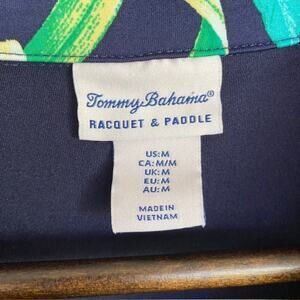 Tommy Bahama®
RACQUET & PADDLE
US: M
CA: M/M
UK: M
EU: M
AU: M
MADE IN
VIETNAM